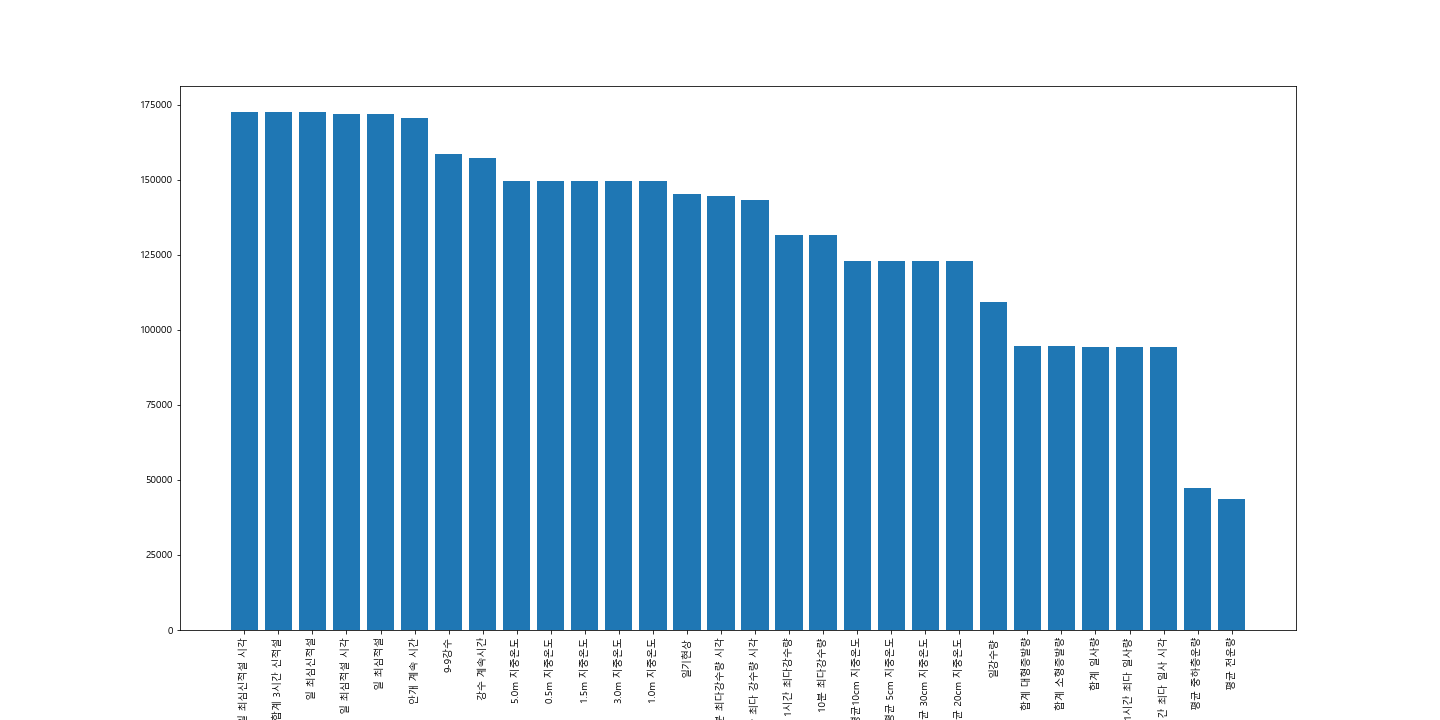 175000
150000
125000
100000
75000
50000
25000
0
일 최심신적설 시각
합계 3시간 신적설
일 최심신적설
일 최심적설 시각
일 최심적설
안개 계속 시간
9-9강수
강수 계속시간
5.0m 지중온도
0.5m 지중온도
1.5m 지중온도
3.0m 지중온도
1.0m 지중온도
일기현상
분 최다강수량 시각
최다 강수량 시각
1시간 최다강수량
10분 최다강수량
평균10cm 지중온도
평균 5cm 지중온도
균 30cm 지중온도
균 20cm 지중온도
일강수량
합계 대형증발량
합계 소형증발량
합계 일사량
1시간 최다 일사량
간 최다 일사 시각
평균 중하층운량
평균 전운량